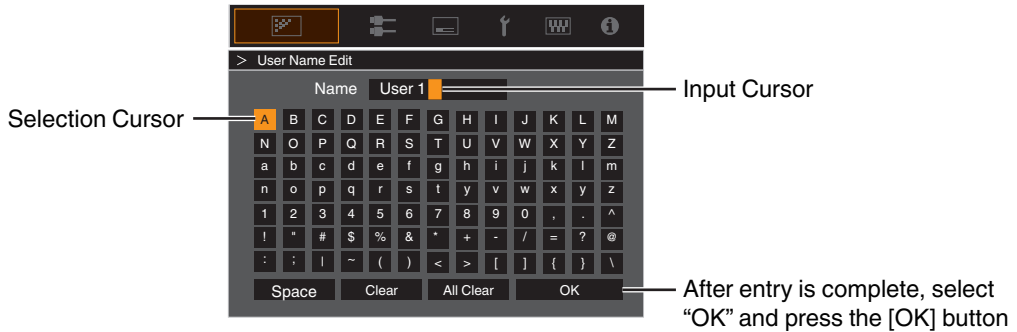 > User Name Edit
Name User 1
Input Cursor
Selection Cursor
A B C D E F G H I J K L M
N O P Q R S T U V W X Y Z
a b c d e f g h i j k l m
n o p q r s t y v w x y z
1 2 3 4 5 6 7 8 9 0 , . ^
! " # $ % & * + - / = ? @
: ; | ~ ( ) < > [ ] { } \
Space Clear All Clear OK
After entry is complete, select
“OK” and press the [OK] button